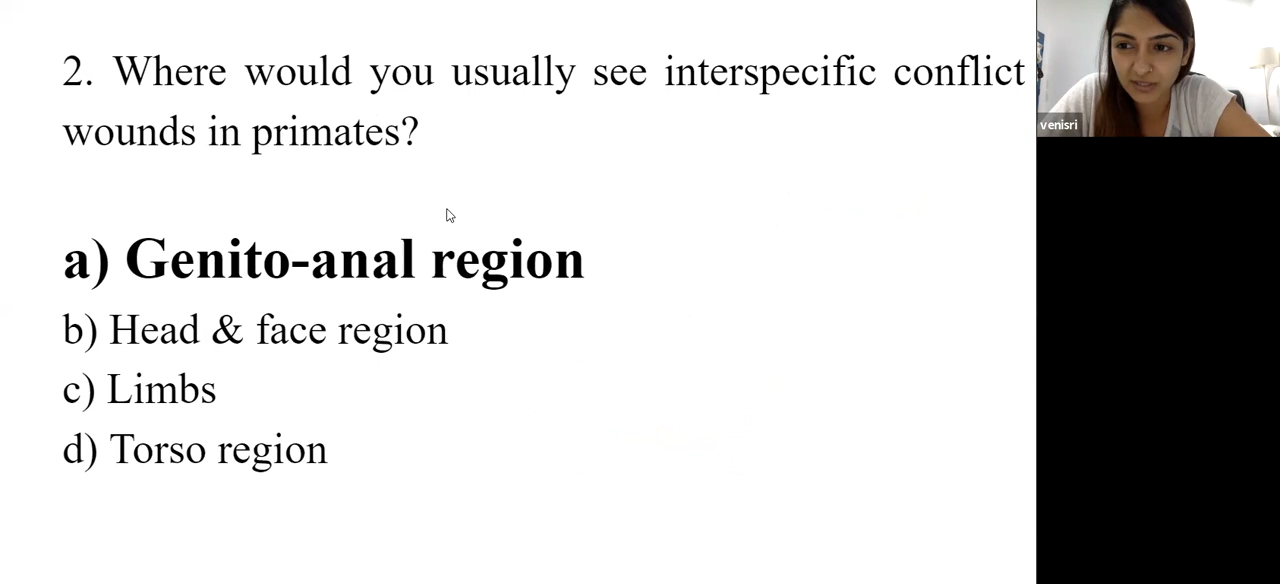 2. Where would you usually see interspecific conflict
wounds in primates?
a) Genito-anal region
b) Head & face region
c) Limbs
d) Torso region
venisri